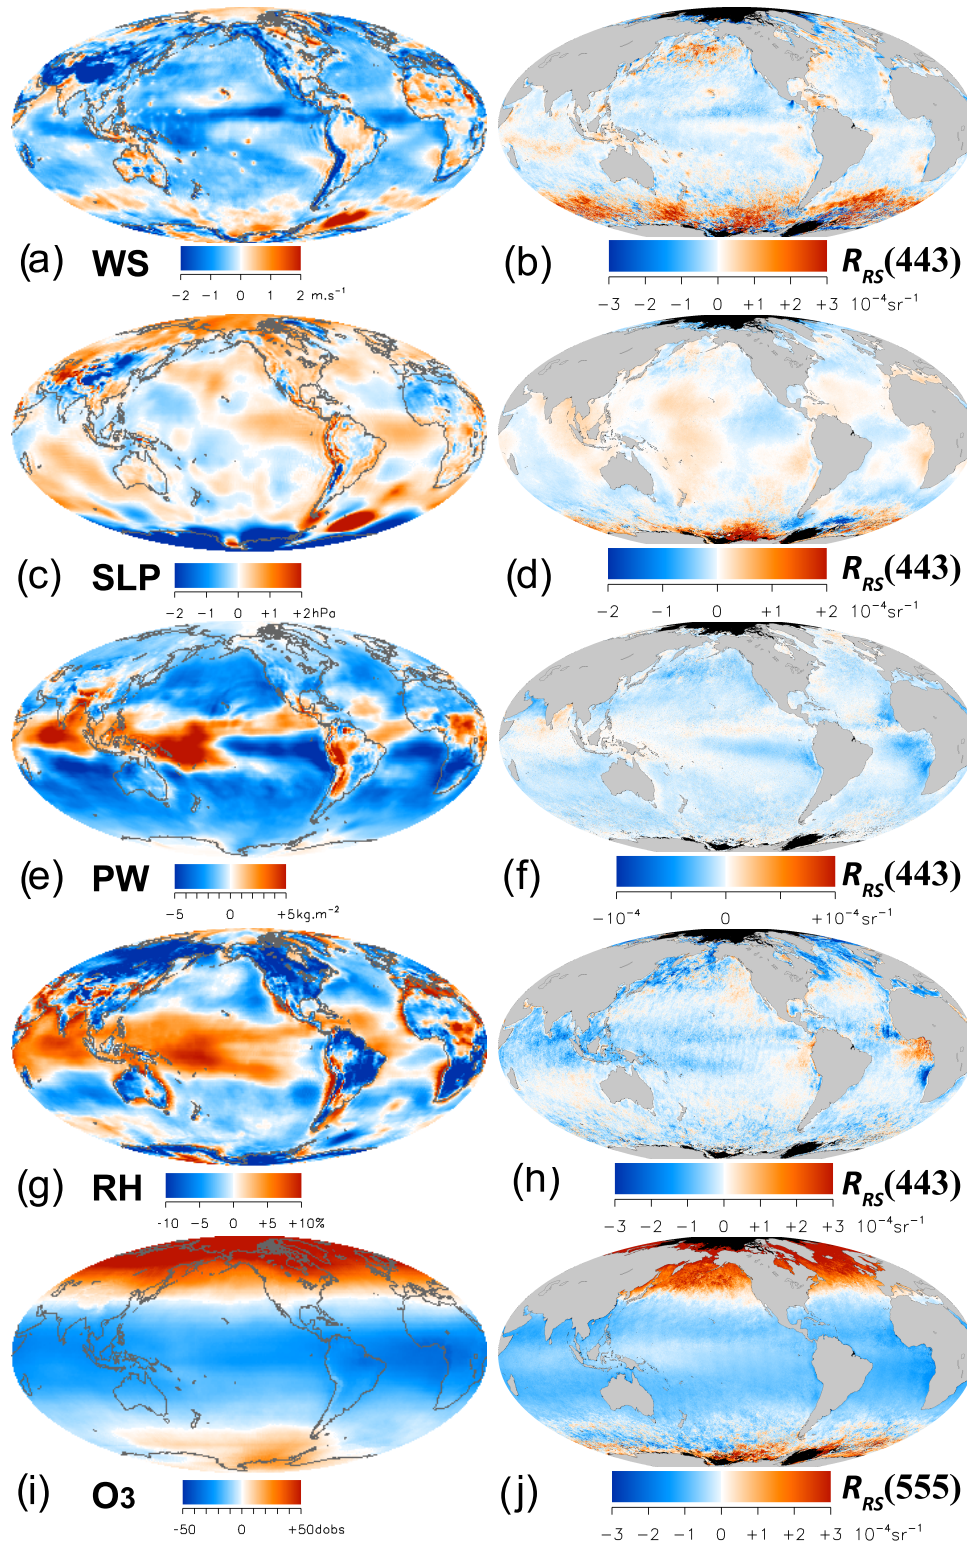 (a) WS
-2 -1 0 1 2 m.s⁻¹
(b) R_RS(443)
−3 −2 −1 0 +1 +2 +3 10⁻⁴sr⁻¹
(c) SLP
-2 -1 0 +1 +2hPa
(d) R_RS(443)
-2 -1 0 +1 +2 10⁻⁴sr⁻¹
(e) PW
-5 0 +5kg.m⁻²
(f) R_RS(443)
−10⁻⁴ 0 +10⁻⁴sr⁻¹
(g) RH
-10 -5 0 +5 +10%
(h) R_RS(443)
−3 −2 −1 0 +1 +2 +3 10⁻⁴sr⁻¹
(i) O3
-50 0 +50dobs
(j) R_RS(555)
−3 −2 −1 0 +1 +2 +3 10⁻⁴sr⁻¹